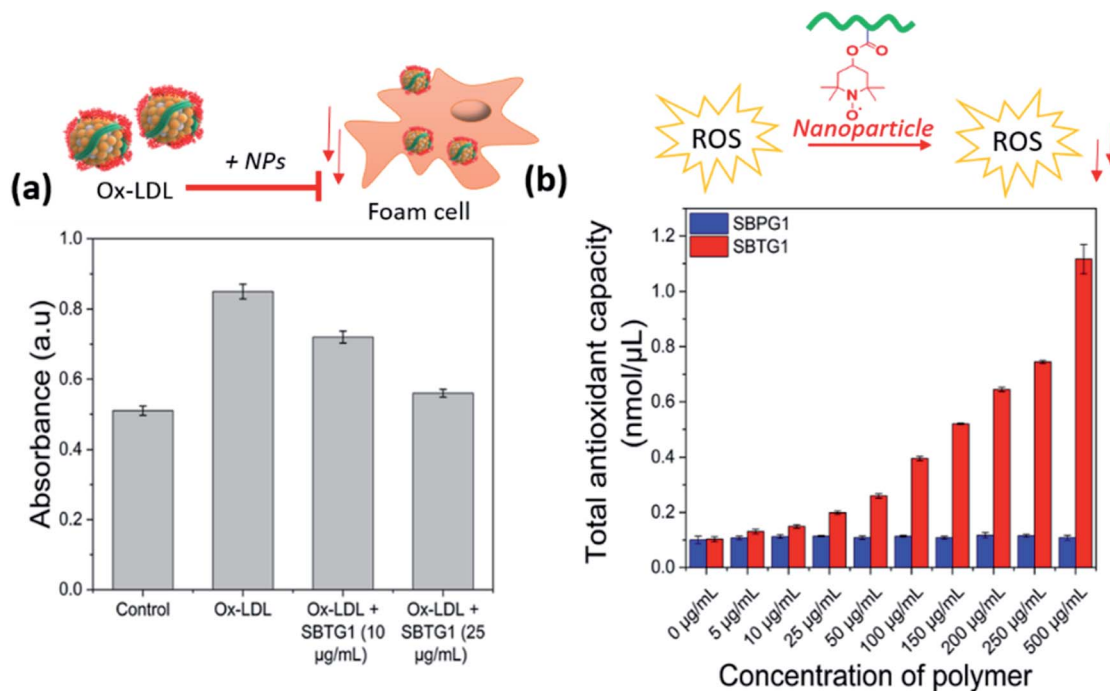 (a)
Ox-LDL
+ NPs
Foam cell
Absorbance (a.u)
1.0
0.8
0.6
0.4
0.2
0.0
Control
Ox-LDL
Ox-LDL +
SBTG1 (10
µg/mL)
Ox-LDL +
SBTG1 (25
µg/mL)
(b)
O
O
N
O·
ROS
Nanoparticle
ROS
SBPG1
SBTG1
Total antioxidant capacity
(nmol/µL)
1.2
1.0
0.8
0.6
0.4
0.2
0.0
0 µg/mL
5 µg/mL
10 µg/mL
25 µg/mL
50 µg/mL
100 µg/mL
150 µg/mL
200 µg/mL
250 µg/mL
500 µg/mL
Concentration of polymer